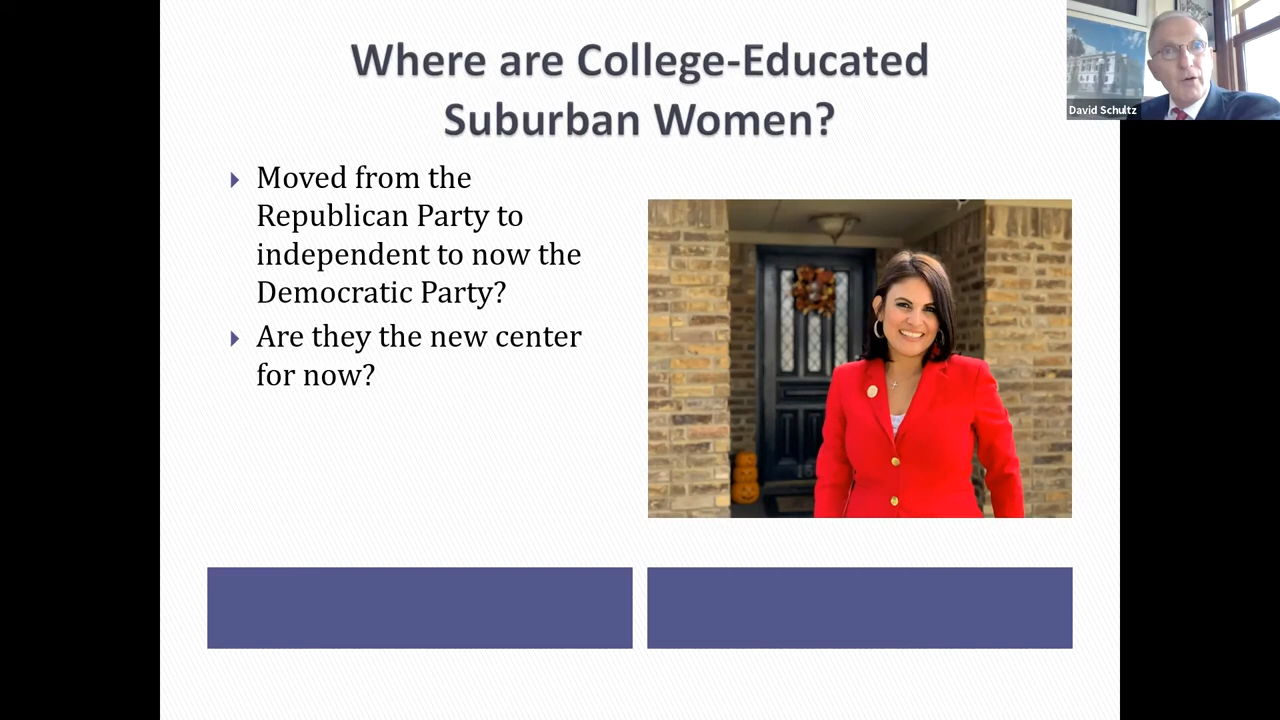 Where are College-Educated
Suburban Women?
Moved from the
Republican Party to
independent to now the
Democratic Party?
Are they the new center
for now?
David Schultz